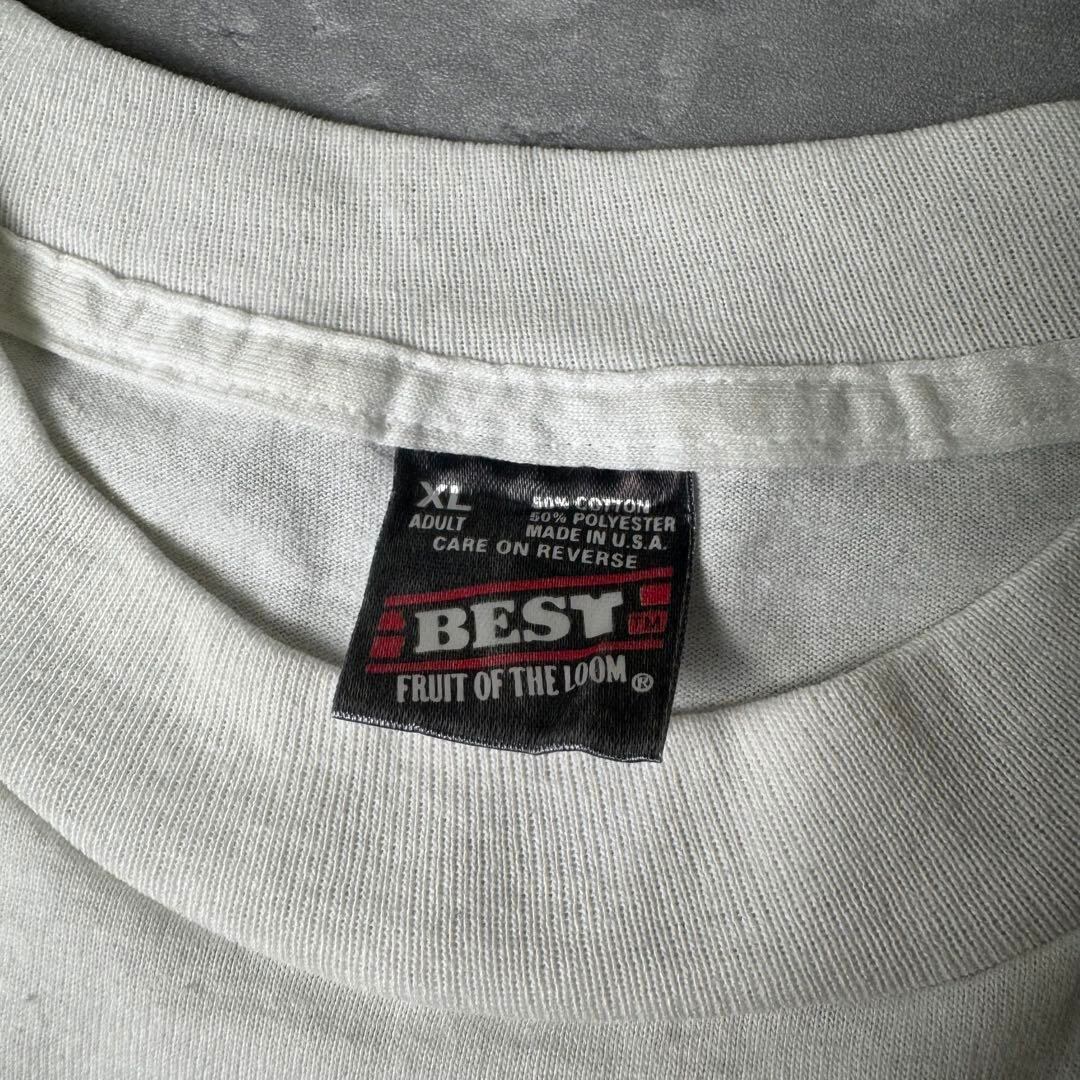 XL
ADULT
50% COTTON
50% POLYESTER
MADE IN U.S.A.
CARE ON REVERSE
BEST TM
FRUIT OF THE LOOM ®